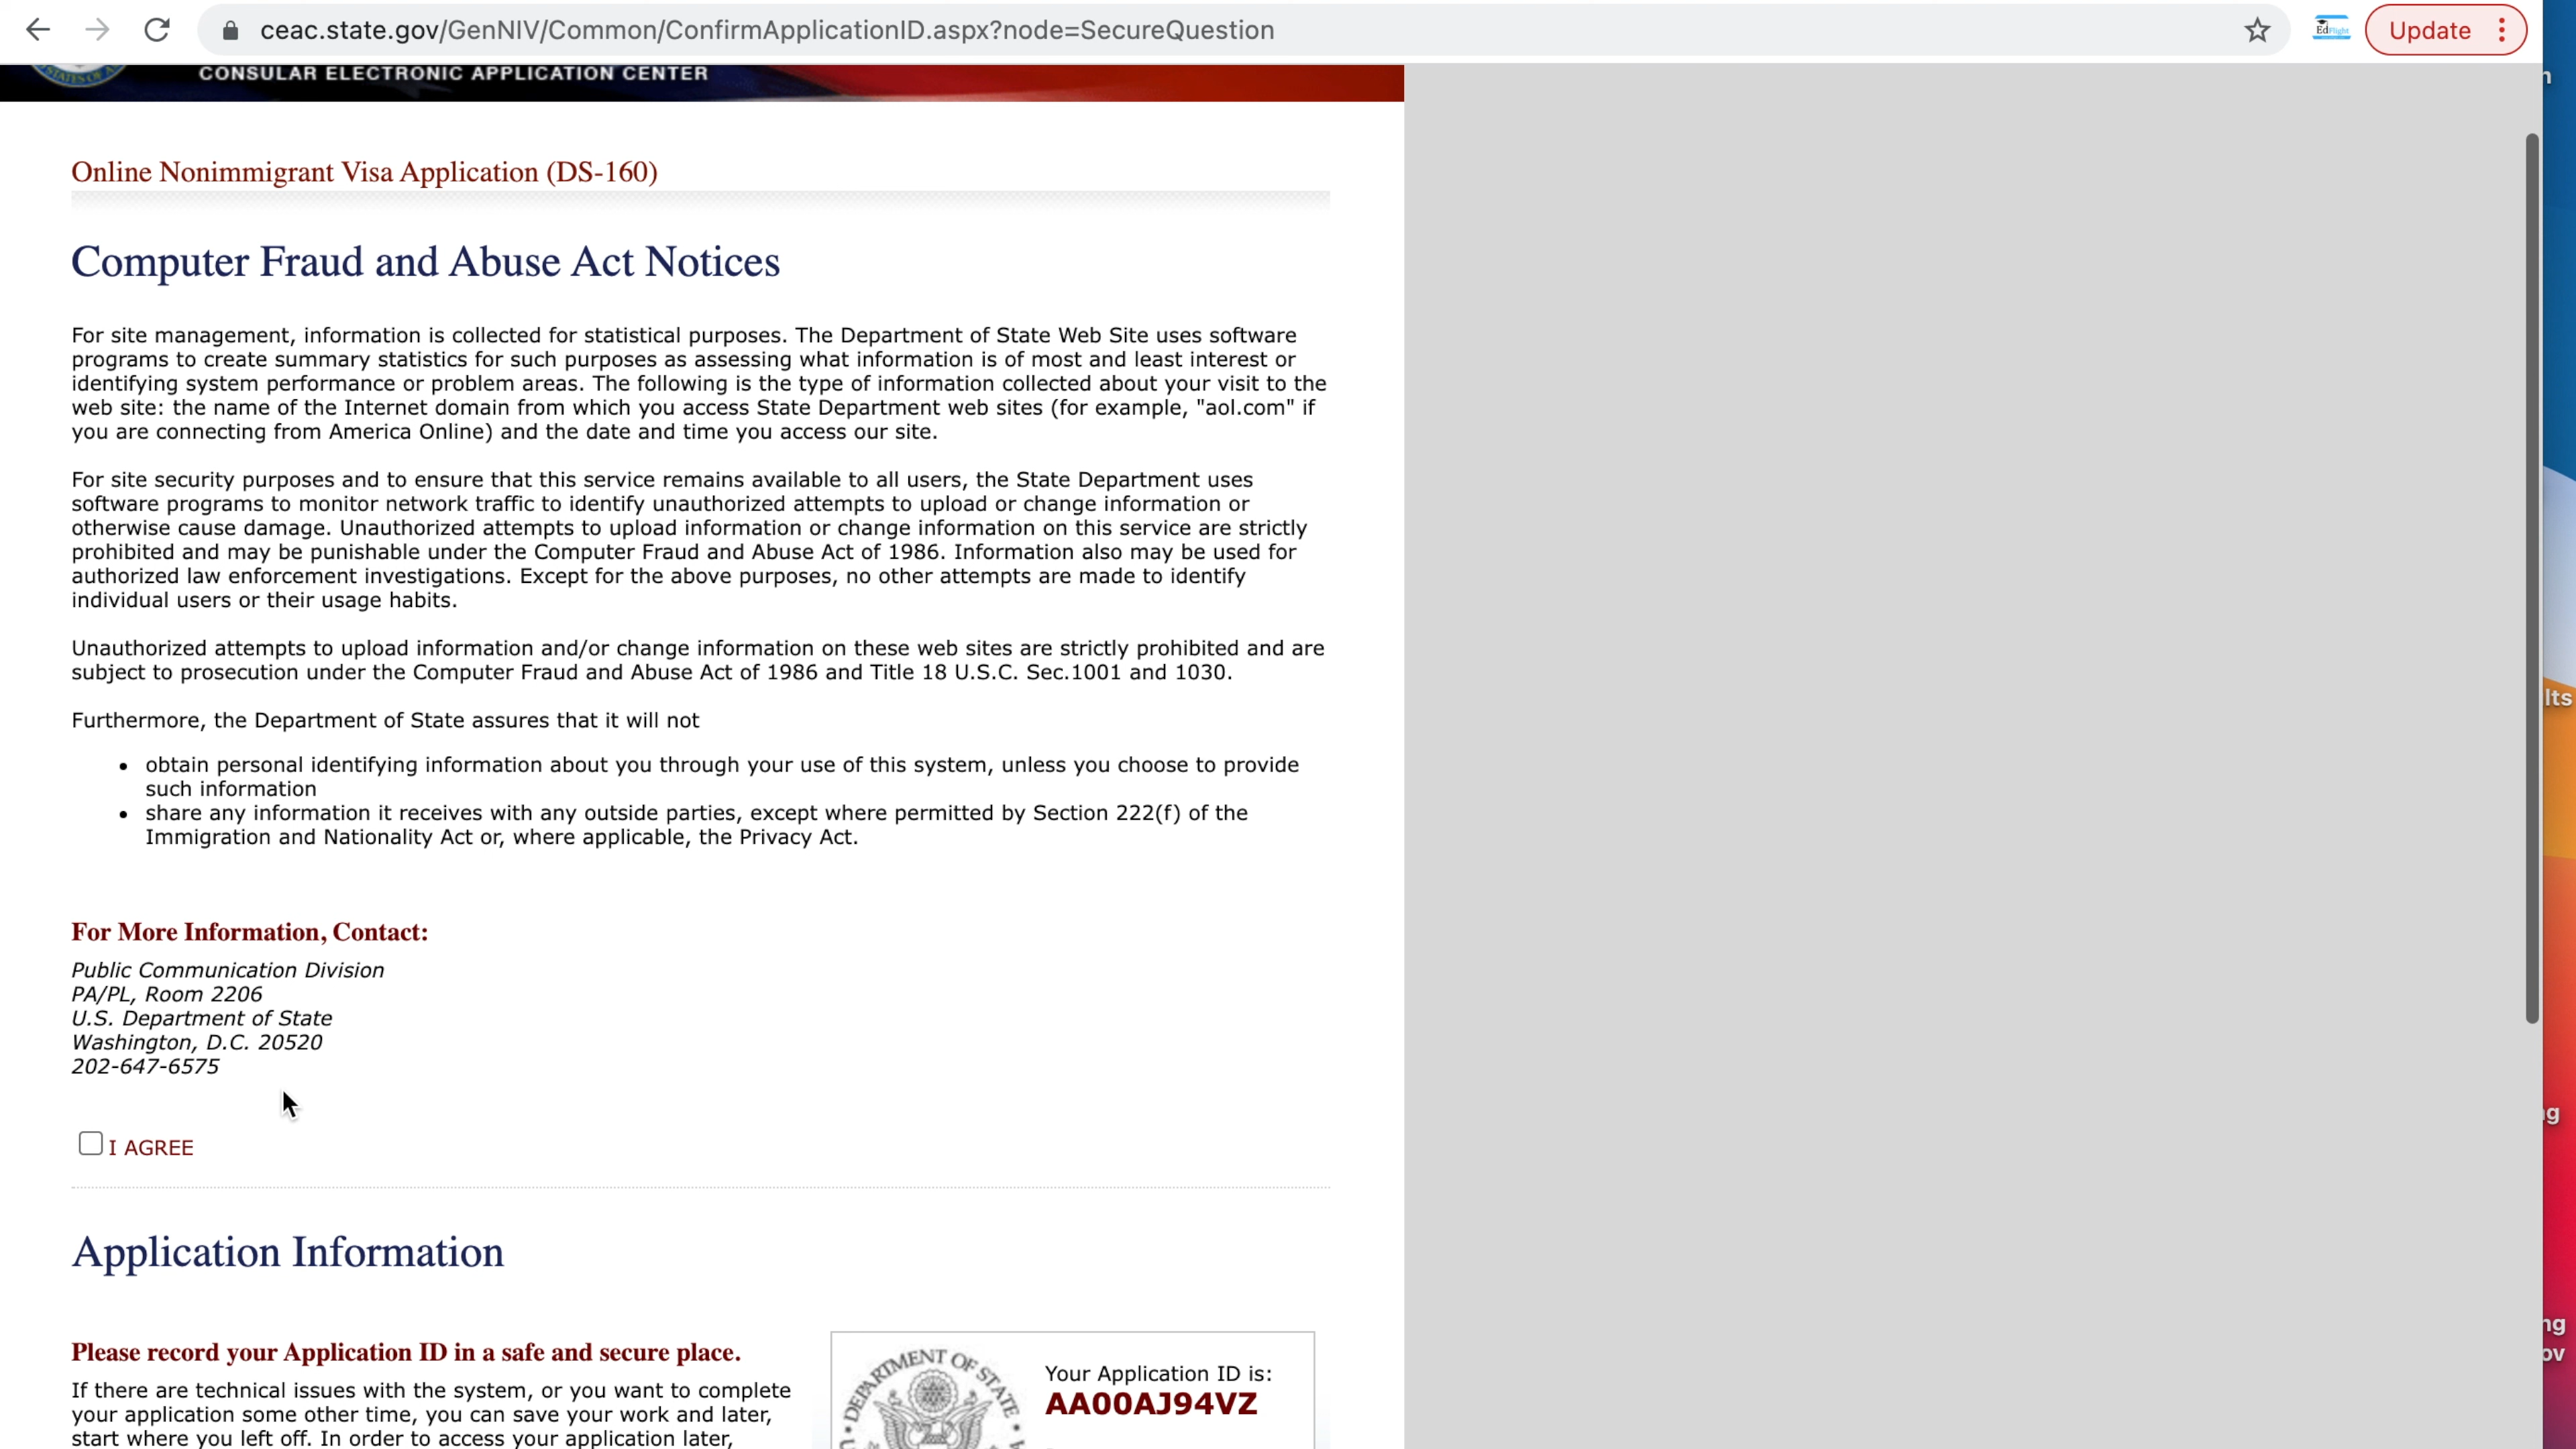 ceac.state.gov/GenNIV/Common/ConfirmApplicationID.aspx?node=SecureQuestion
Update
CONSULAR ELECTRONIC APPLICATION CENTER
Online Nonimmigrant Visa Application (DS-160)
Computer Fraud and Abuse Act Notices
For site management, information is collected for statistical purposes. The Department of State Web Site uses software
programs to create summary statistics for such purposes as assessing what information is of most and least interest or
identifying system performance or problem areas. The following is the type of information collected about your visit to the
web site: the name of the Internet domain from which you access State Department web sites (for example, "aol.com" if
you are connecting from America Online) and the date and time you access our site.
For site security purposes and to ensure that this service remains available to all users, the State Department uses
software programs to monitor network traffic to identify unauthorized attempts to upload or change information or
otherwise cause damage. Unauthorized attempts to upload information or change information on this service are strictly
prohibited and may be punishable under the Computer Fraud and Abuse Act of 1986. Information also may be used for
authorized law enforcement investigations. Except for the above purposes, no other attempts are made to identify
individual users or their usage habits.
Unauthorized attempts to upload information and/or change information on these web sites are strictly prohibited and are
subject to prosecution under the Computer Fraud and Abuse Act of 1986 and Title 18 U.S.C. Sec.1001 and 1030.
Furthermore, the Department of State assures that it will not
• obtain personal identifying information about you through your use of this system, unless you choose to provide
such information
• share any information it receives with any outside parties, except where permitted by Section 222(f) of the
Immigration and Nationality Act or, where applicable, the Privacy Act.
For More Information, Contact:
Public Communication Division
PA/PL, Room 2206
U.S. Department of State
Washington, D.C. 20520
202-647-6575
I AGREE
Application Information
Please record your Application ID in a safe and secure place.
If there are technical issues with the system, or you want to complete
your application some other time, you can save your work and later,
start where you left off. In order to access your application later,
DEPARTMENT OF STATE
Your Application ID is:
AA00AJ94VZ